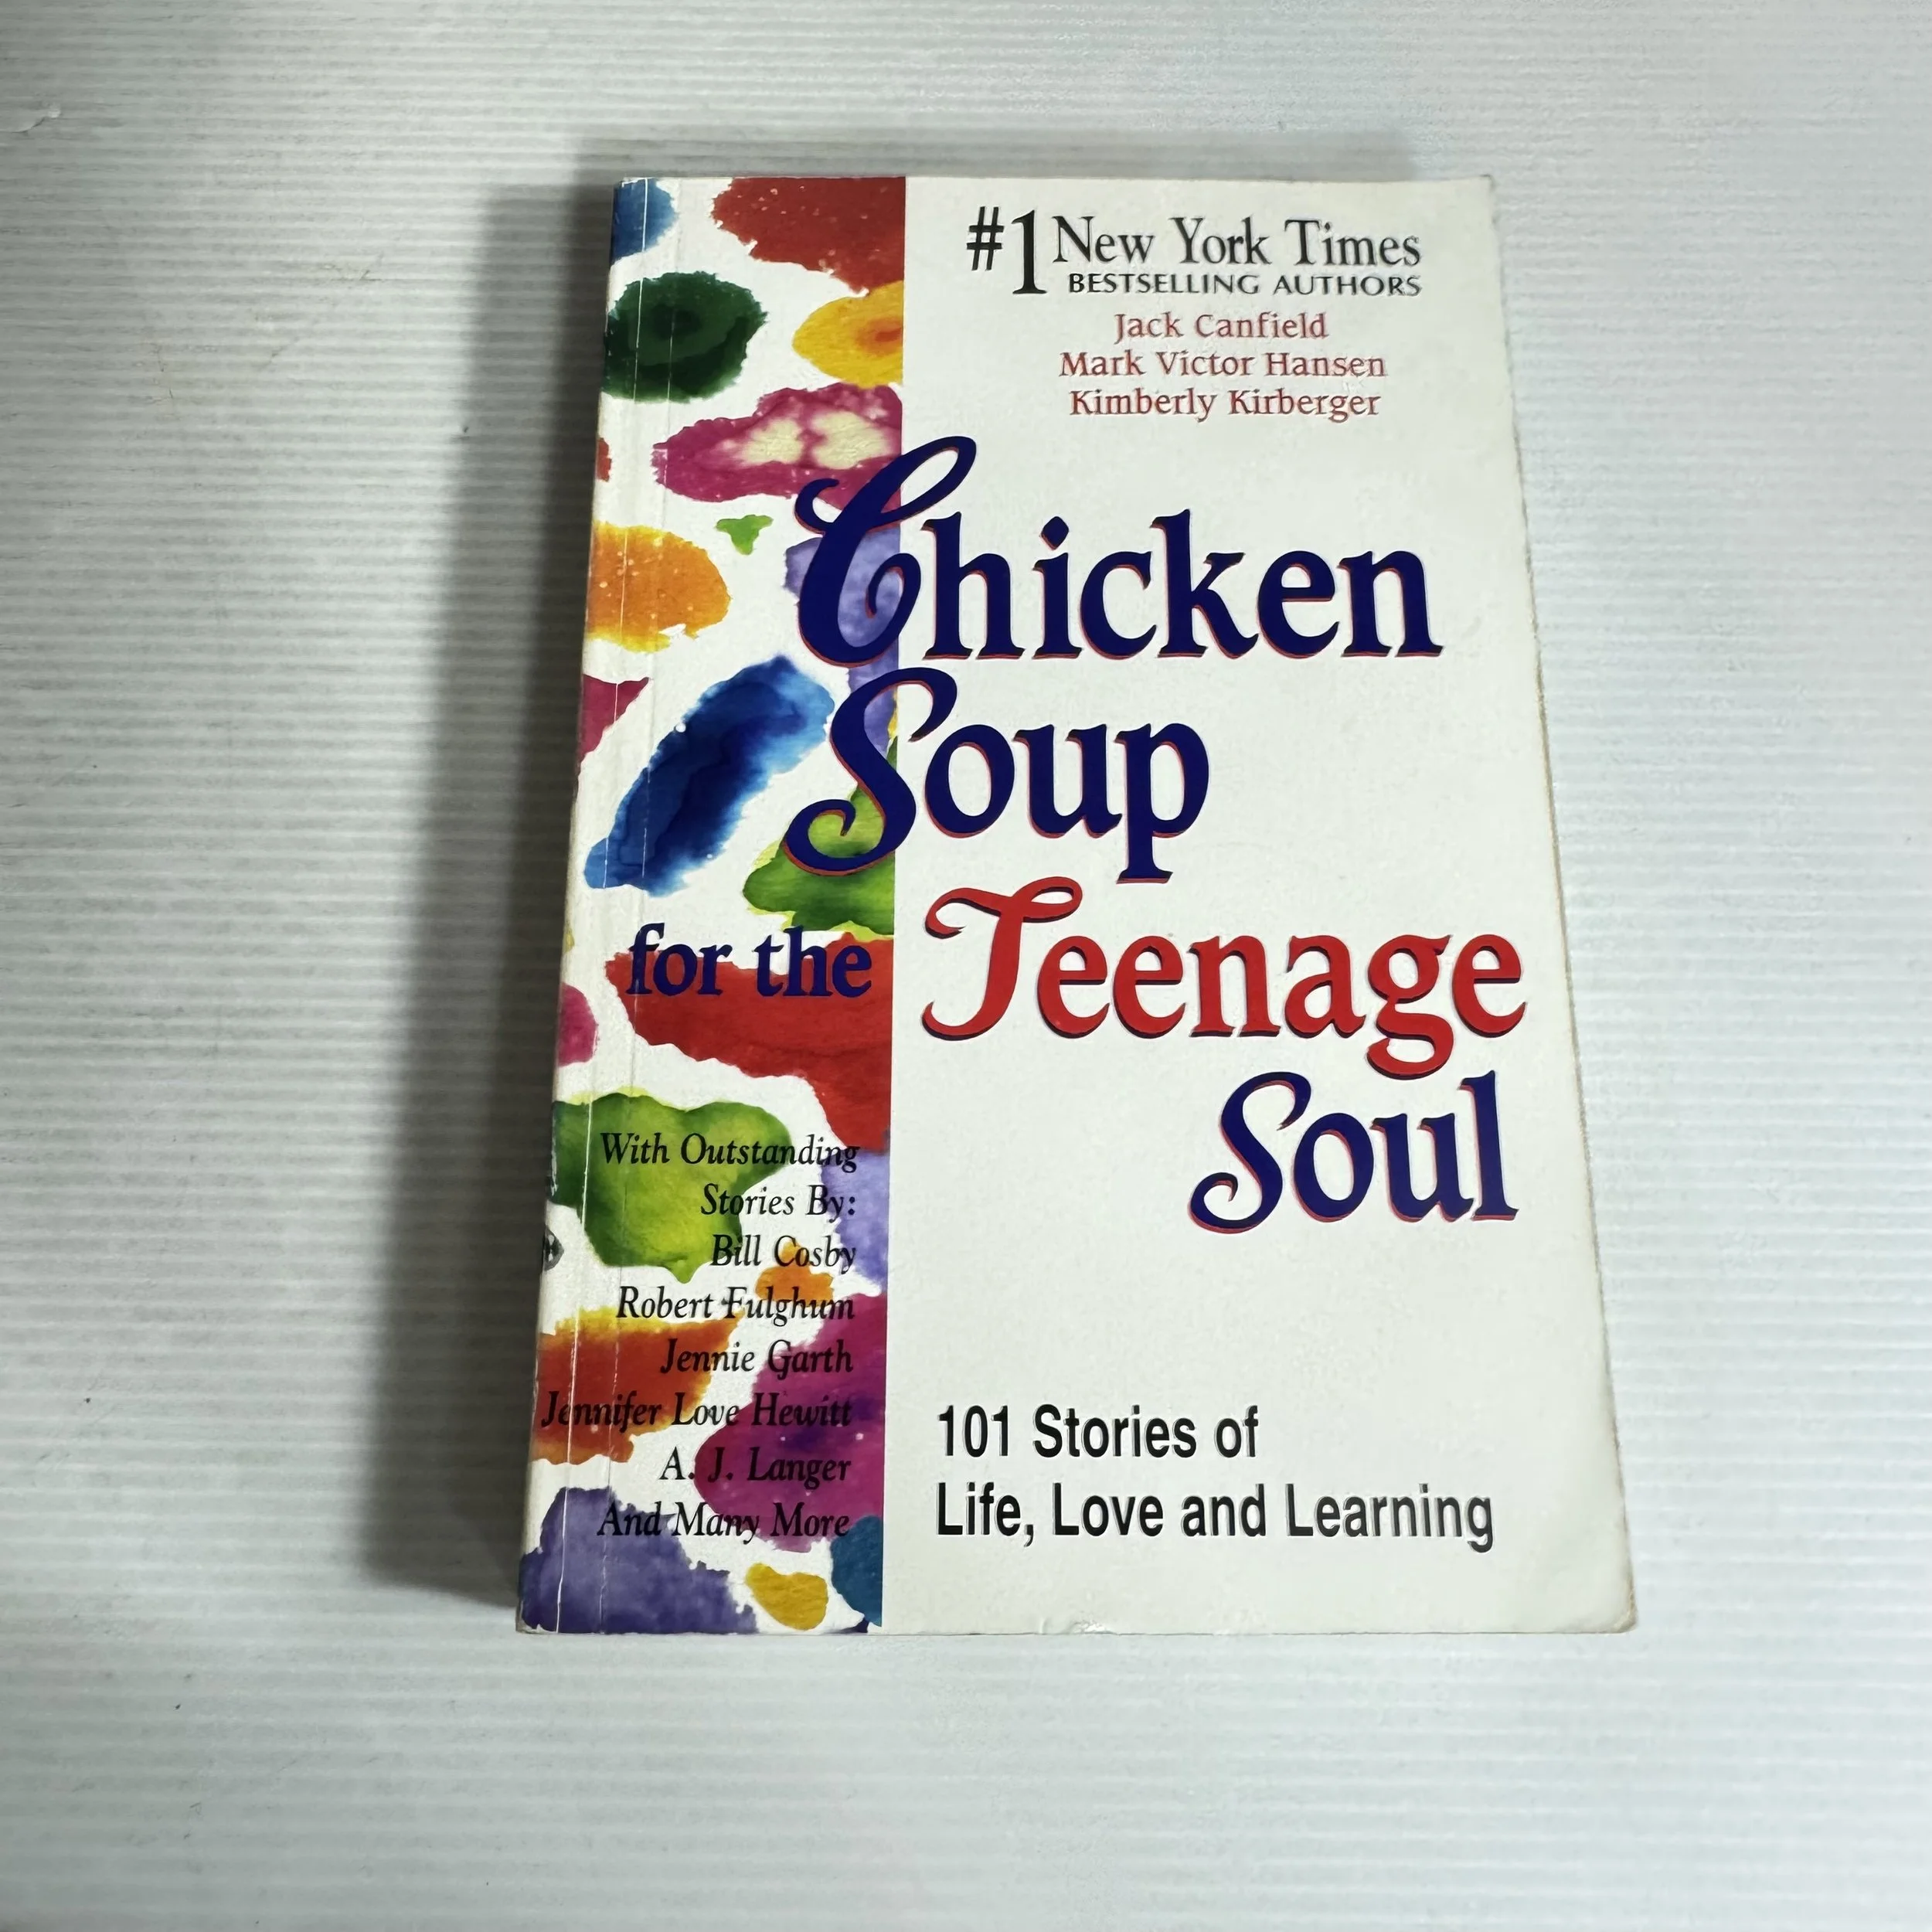 #1 New York Times
BESTSELLING AUTHORS
Jack Canfield
Mark Victor Hansen
Kimberly Kirberger
Chicken
Soup
for the Teenage
Soul
With Outstanding
Stories By:
Bill Cosby
Robert Fulghum
Jennie Garth
Jennifer Love Hewitt
A. J. Langer
And Many More
101 Stories of
Life, Love and Learning